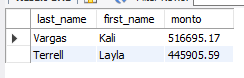 last_name first_name monto
Vargas Kali 516695.17
Terrell Layla 445905.59